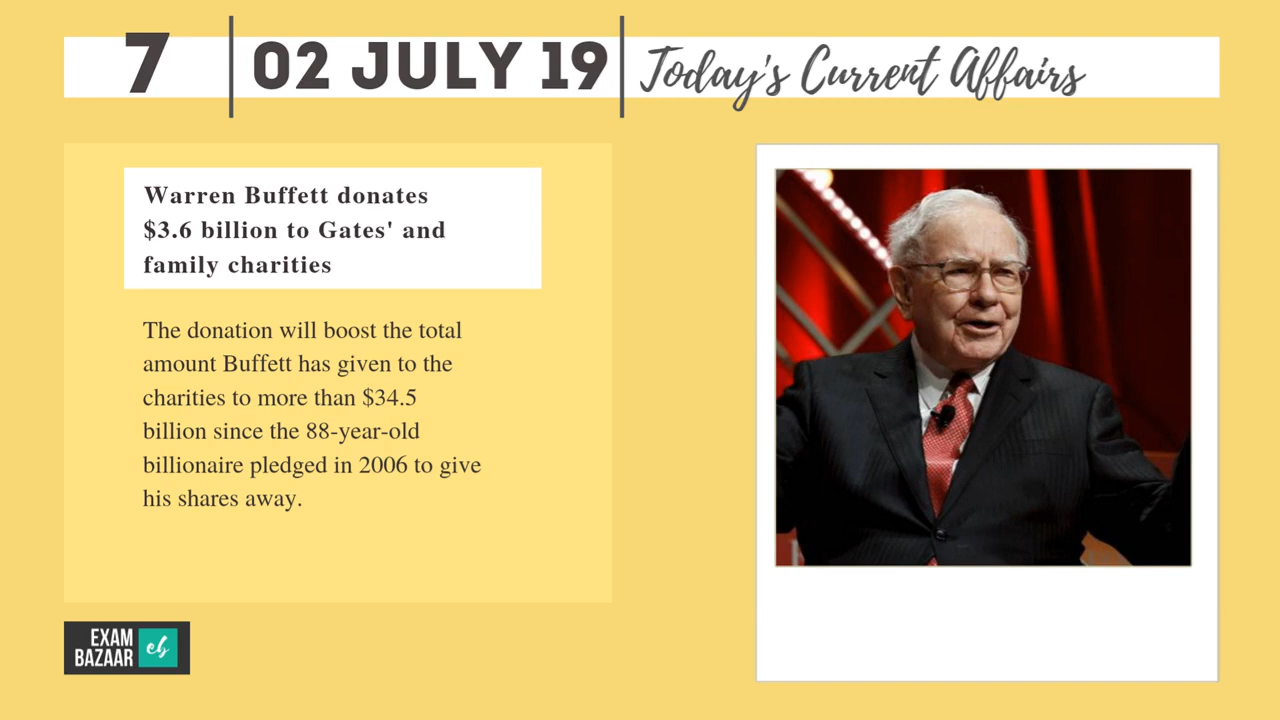 7
02 JULY 19
Today's Current Affairs
Warren Buffett donates
$3.6 billion to Gates' and
family charities
The donation will boost the total
amount Buffett has given to the
charities to more than $34.5
billion since the 88-year-old
billionaire pledged in 2006 to give
his shares away.
EXAM
BAZAAR
eb